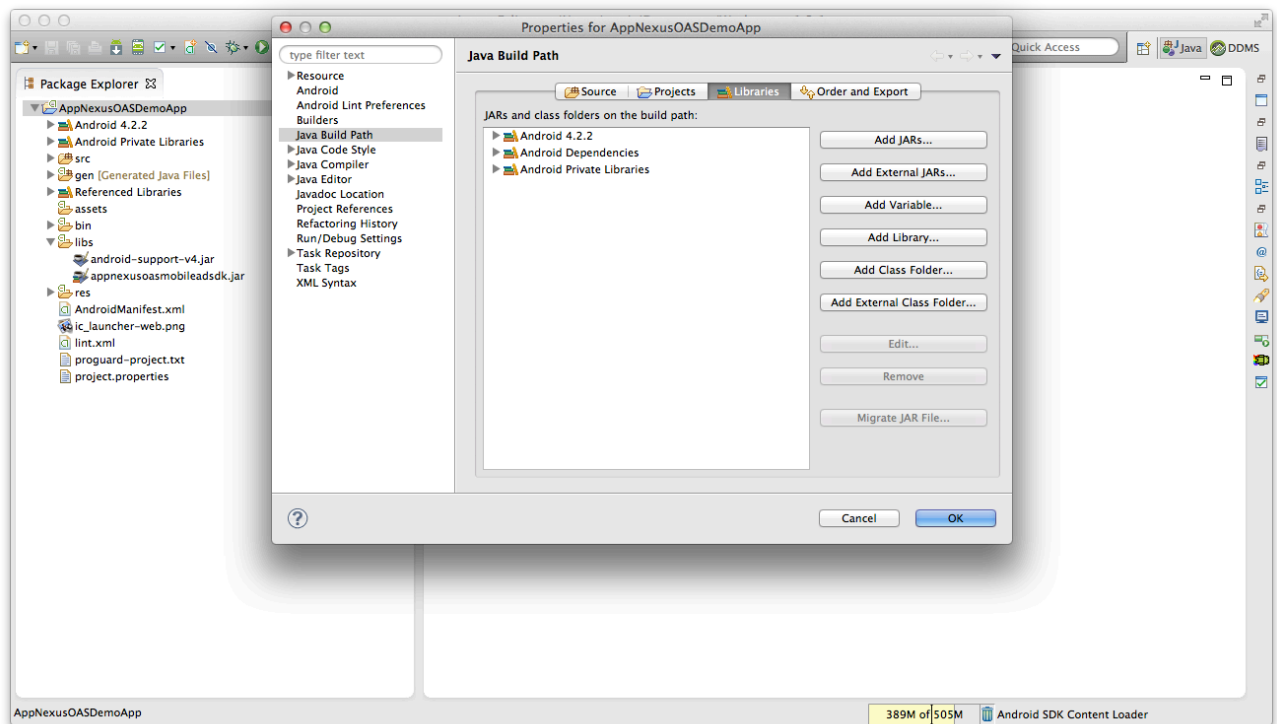 Properties for AppNexusOASDemoApp
Quick Access
Java
DDMS
type filter text
Java Build Path
Package Explorer
AppNexusOASDemoApp
Android 4.2.2
Android Private Libraries
src
gen [Generated Java Files]
Referenced Libraries
assets
bin
libs
android-support-v4.jar
appnexusoasmobileadsdk.jar
res
AndroidManifest.xml
ic_launcher-web.png
lint.xml
proguard-project.txt
project.properties
Resource
Android
Android Lint Preferences
Builders
Java Build Path
Java Code Style
Java Compiler
Java Editor
Javadoc Location
Project References
Refactoring History
Run/Debug Settings
Task Repository
Task Tags
XML Syntax
Source
Projects
Libraries
Order and Export
JARs and class folders on the build path:
Android 4.2.2
Android Dependencies
Android Private Libraries
Add JARs...
Add External JARs...
Add Variable...
Add Library...
Add Class Folder...
Add External Class Folder...
Edit...
Remove
Migrate JAR File...
Cancel
OK
AppNexusOASDemoApp
389M of 505M
Android SDK Content Loader